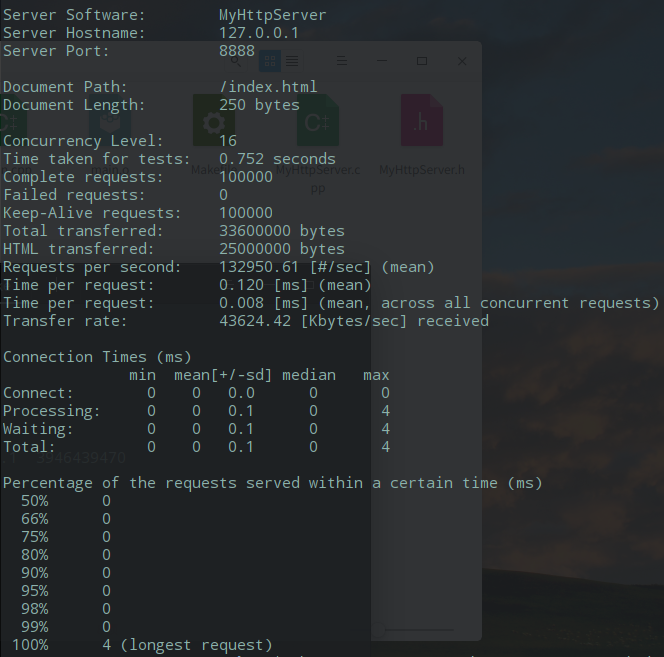 Server Software:        MyHttpServer
Server Hostname:        127.0.0.1
Server Port:            8888
Document Path:          /index.html
Document Length:        250 bytes
Concurrency Level:      16
Time taken for tests:   0.752 seconds
Complete requests:      100000
Failed requests:        0
Keep-Alive requests:    100000
Total transferred:      33600000 bytes
HTML transferred:       25000000 bytes
Requests per second:    132950.61 [#/sec] (mean)
Time per request:       0.120 [ms] (mean)
Time per request:       0.008 [ms] (mean, across all concurrent requests)
Transfer rate:          43624.42 [Kbytes/sec] received
Connection Times (ms)
              min  mean[+/-sd] median   max
Connect:        0    0   0.0      0       0
Processing:     0    0   0.1      0       4
Waiting:        0    0   0.1      0       4
Total:          0    0   0.1      0       4
Percentage of the requests served within a certain time (ms)
  50%      0
  66%      0
  75%      0
  80%      0
  90%      0
  95%      0
  98%      0
  99%      0
 100%      4 (longest request)
C‡
.h
MyHttpServer.c
pp
MyHttpServer.h
3946439470